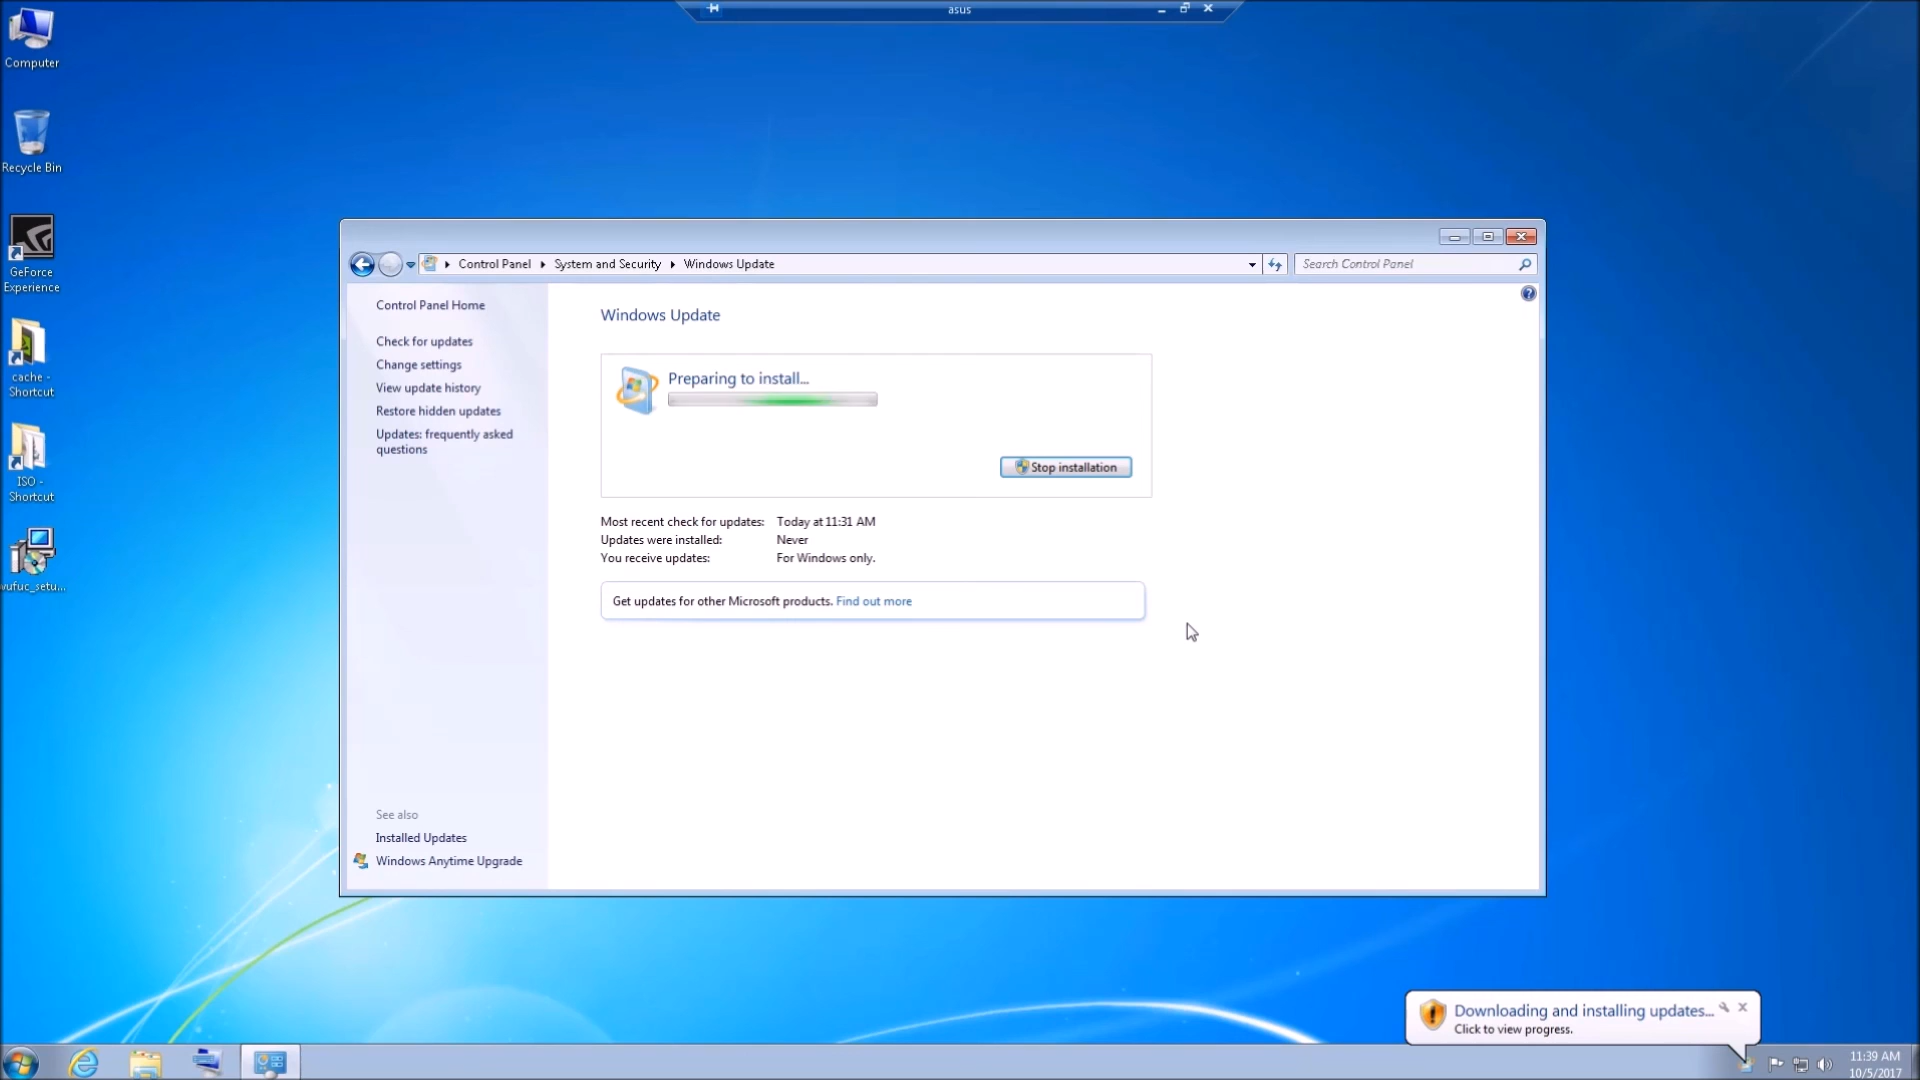 asus
Computer
Recycle Bin
GeForce
Experience
cache -
Shortcut
ISO -
Shortcut
wufuc_setu...
Control Panel
System and Security
Windows Update
Search Control Panel
Control Panel Home
Check for updates
Change settings
View update history
Restore hidden updates
Updates: frequently asked
questions
See also
Installed Updates
Windows Anytime Upgrade
Windows Update
Preparing to install...
Stop installation
Most recent check for updates: Today at 11:31 AM
Updates were installed: Never
You receive updates: For Windows only.
Get updates for other Microsoft products. Find out more
Downloading and installing updates...
Click to view progress.
11:39 AM
10/5/2017